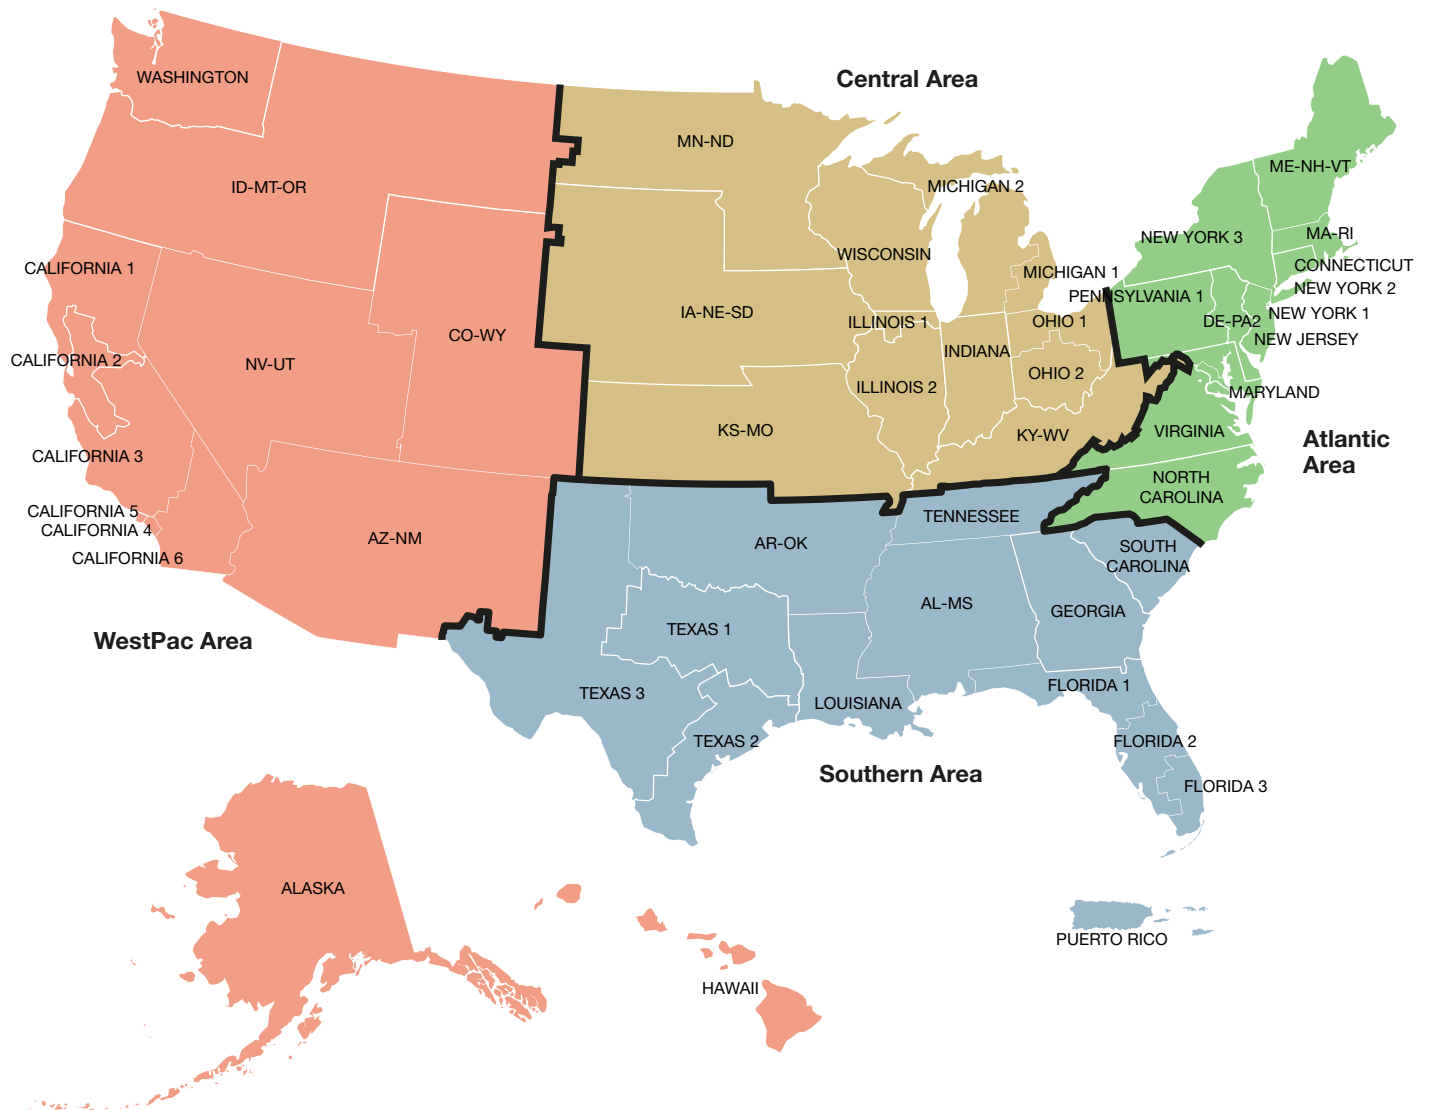 Central Area
WASHINGTON
MN-ND
ME-NH-VT
ID-MT-OR
MICHIGAN 2
NEW YORK 3
MA-RI
WISCONSIN
CALIFORNIA 1
MICHIGAN 1
CONNECTICUT
NEW YORK 2
PENNSYLVANIA 1
IA-NE-SD
ILLINOIS 1
OHIO 1
DE-PA2
NEW YORK 1
CO-WY
NEW JERSEY
INDIANA
CALIFORNIA 2
NV-UT
OHIO 2
ILLINOIS 2
MARYLAND
KS-MO
KY-WV
VIRGINIA
Atlantic
Area
CALIFORNIA 3
NORTH
CAROLINA
CALIFORNIA 5
CALIFORNIA 4
TENNESSEE
AZ-NM
AR-OK
SOUTH
CAROLINA
CALIFORNIA 6
AL-MS
GEORGIA
WestPac Area
TEXAS 1
TEXAS 3
FLORIDA 1
LOUISIANA
TEXAS 2
FLORIDA 2
Southern Area
FLORIDA 3
ALASKA
PUERTO RICO
HAWAII